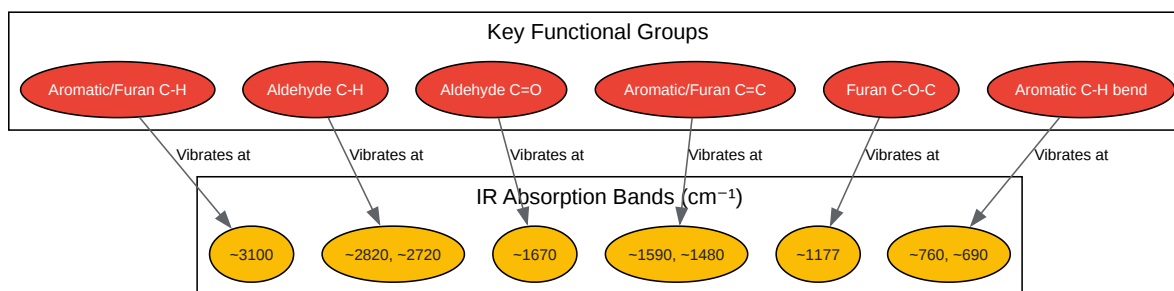 Key Functional Groups
Aromatic/Furan C-H
Aldehyde C-H
Aldehyde C=O
Aromatic/Furan C=C
Furan C-O-C
Aromatic C-H bend
Vibrates at
Vibrates at
Vibrates at
Vibrates at
Vibrates at
Vibrates at
IR Absorption Bands (cm⁻¹)
~3100
~2820, ~2720
~1670
~1590, ~1480
~1177
~760, ~690